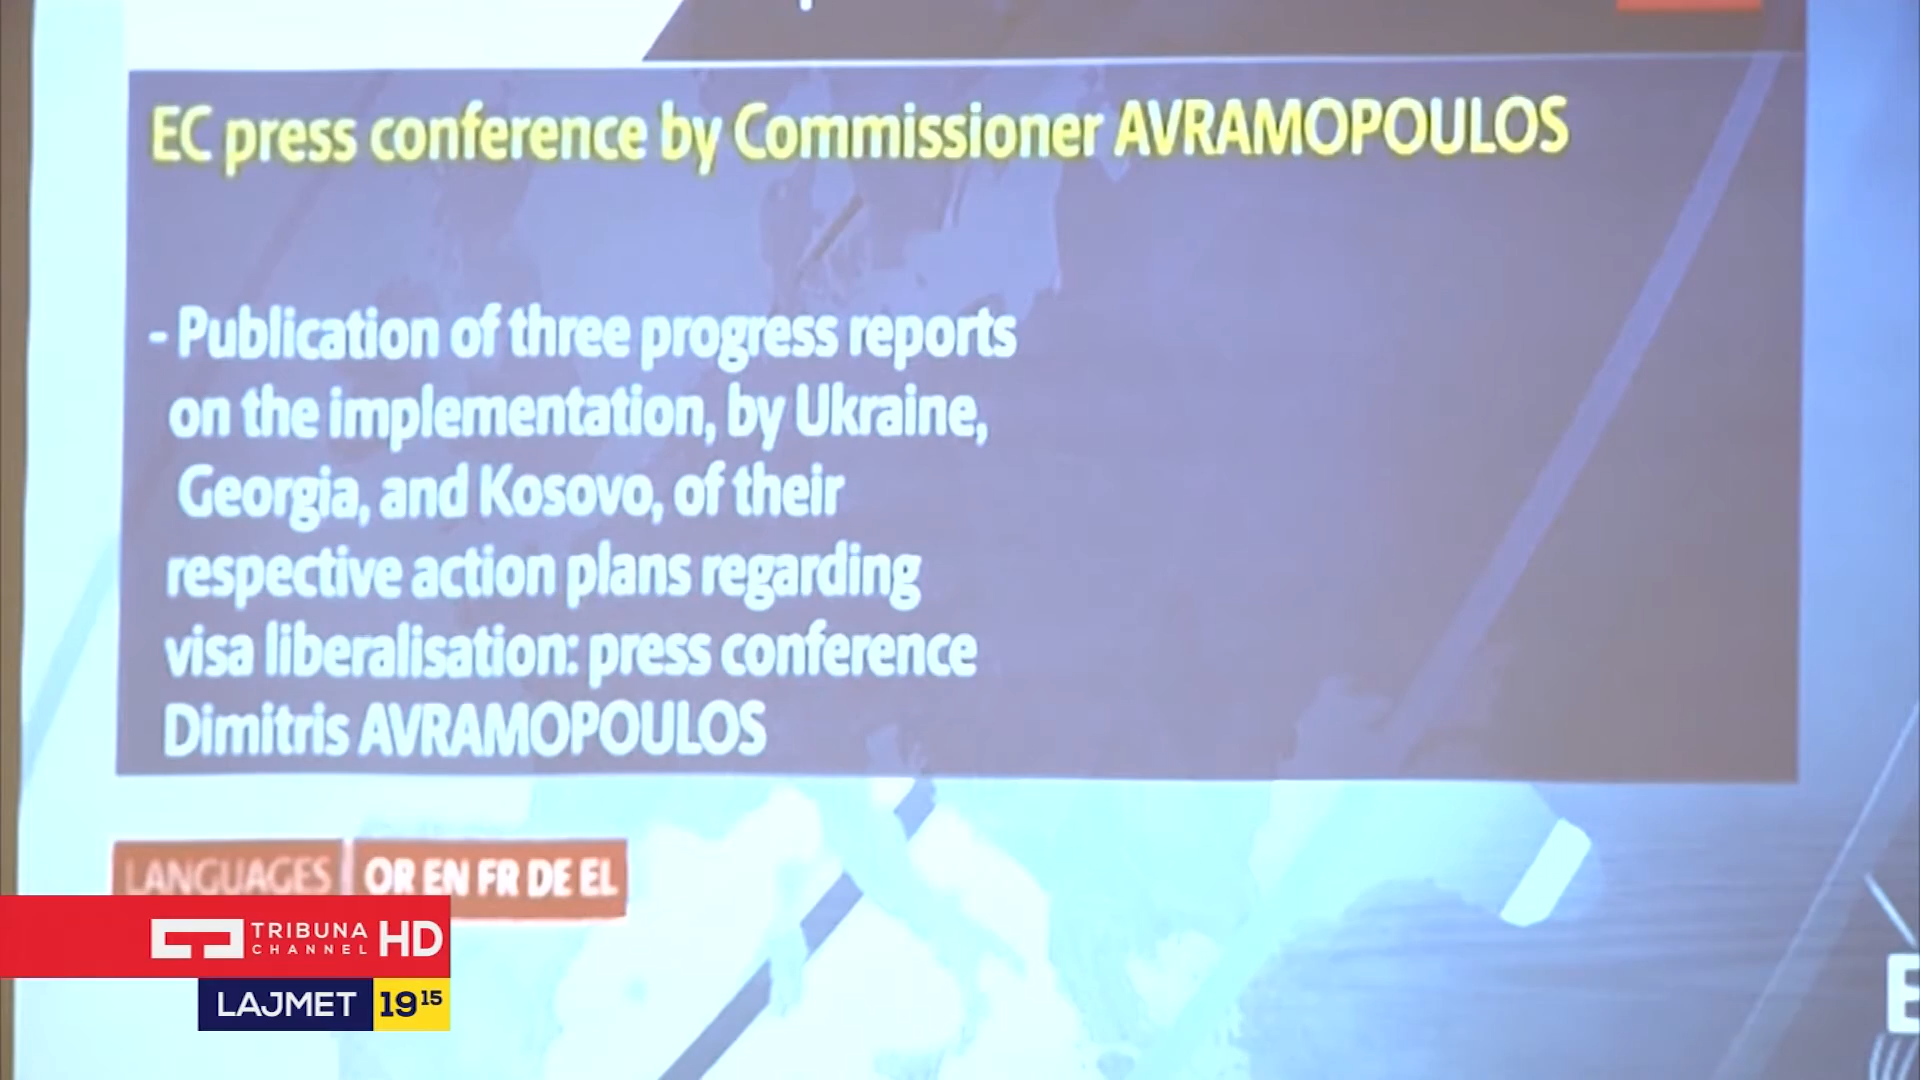 EC press conference by Commissioner AVRAMOPOULOS
- Publication of three progress reports
on the implementation, by Ukraine,
Georgia, and Kosovo, of their
respective action plans regarding
visa liberalisation: press conference
Dimitris AVRAMOPOULOS
LANGUAGES OR EN FR DE EL
TRIBUNA
CHANNEL HD
LAJMET 19 15